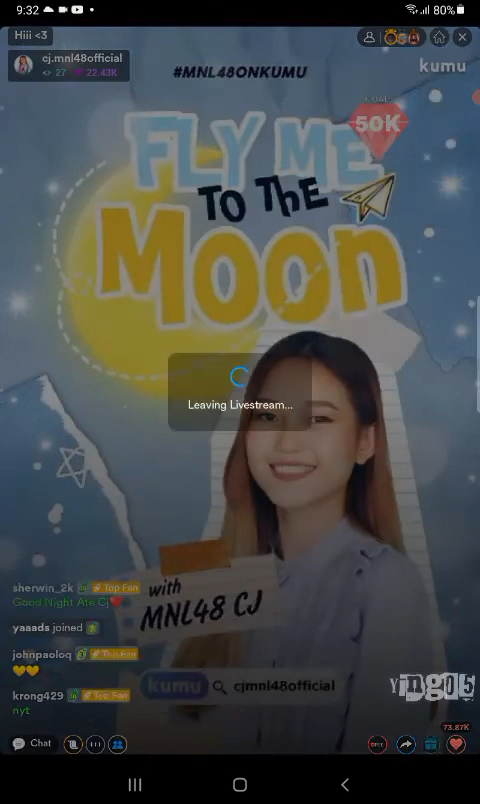 9:32
80%
Hiii <3
cj.mnl48official
27
22.43K
#MNL48ONKUMU
kumu
GOAL
50K
FLY ME
TO THE
Moon
Leaving Livestream...
with
MNL48 CJ
sherwin_2k Top Fan
Good Night Ate Cj❤️
yaaads joined
johnpaoloq Top Fan
💛💛
krong429 Top Fan
nyt
kumu cjmnl48official
Yingo5
73.87K
Chat